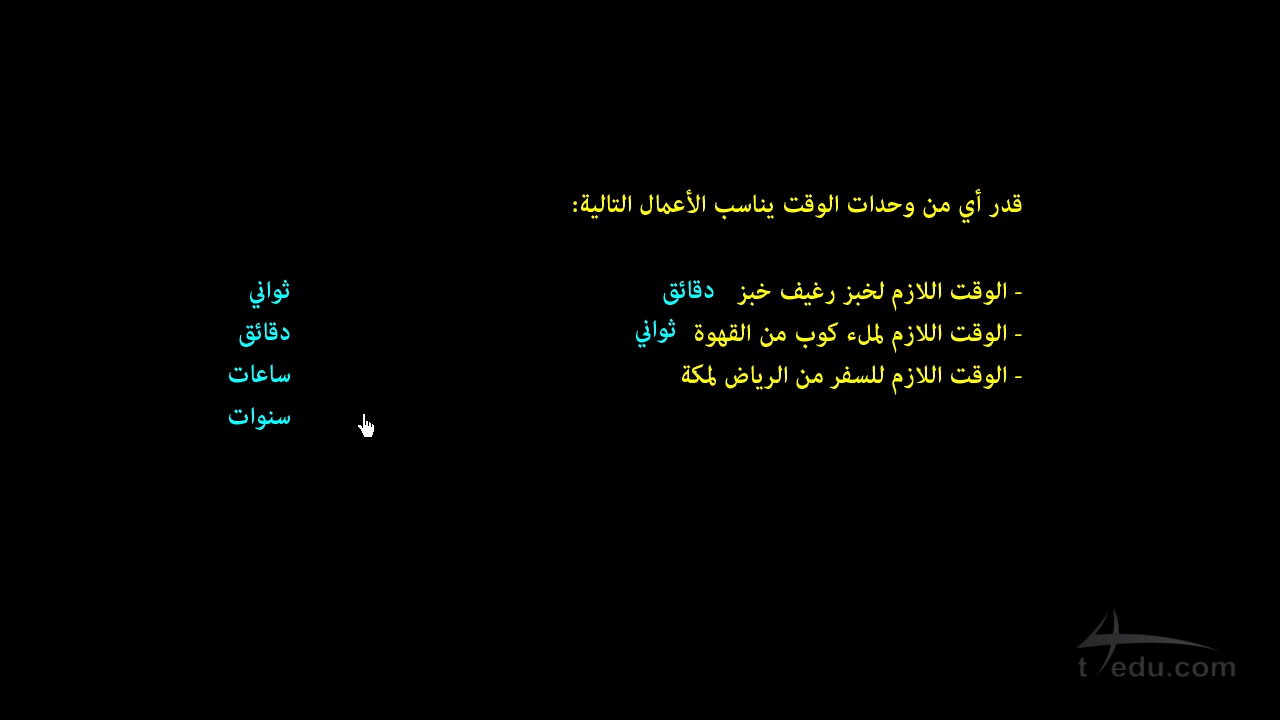 قدر أي من وحدات الوقت يناسب الأعمال التالية:
- الوقت اللازم لخبز رغيف خبز دقائق
- الوقت اللازم لملء كوب من القهوة ثواني
- الوقت اللازم للسفر من الرياض لمكة
ثواني
دقائق
ساعات
سنوات
t4edu.com